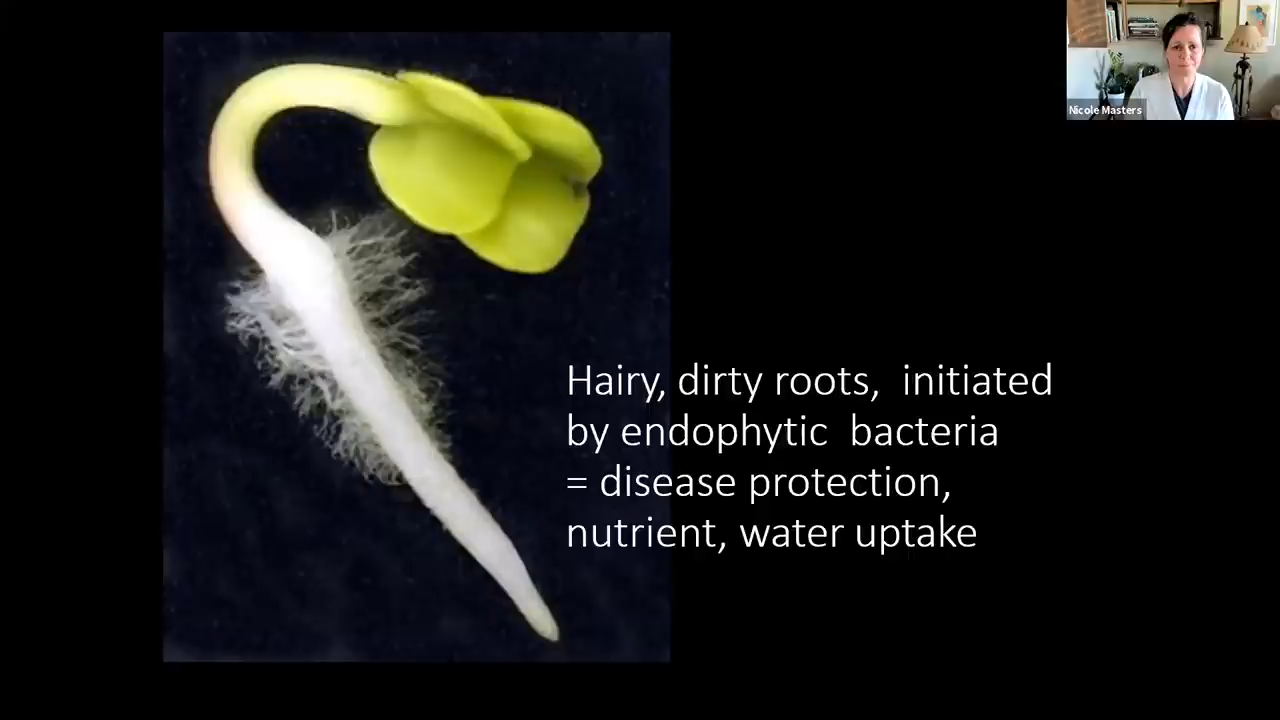 Nicole Masters
Hairy, dirty roots,  initiated
by endophytic  bacteria
= disease protection,
nutrient, water uptake